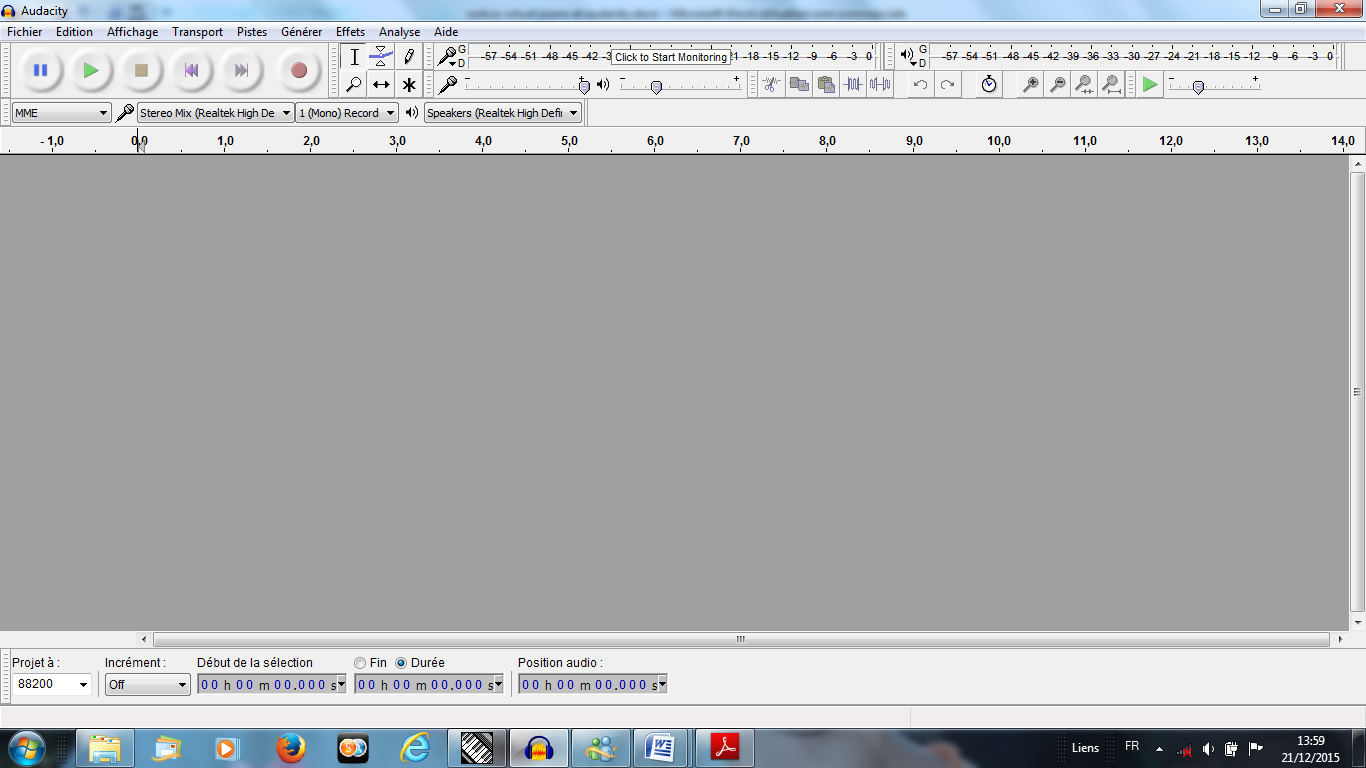 Audacity
Fichier Edition Affichage Transport Pistes Générer Effets Analyse Aide
G D -57 -54 -51 -48 -45 -42 -3 Click to Start Monitoring 21 -18 -15 -12 -9 -6 -3 0
G D -57 -54 -51 -48 -45 -42 -39 -36 -33 -30 -27 -24 -21 -18 -15 -12 -9 -6 -3 0
- + - + - +
MME Stereo Mix (Realtek High De 1 (Mono) Record Speakers (Realtek High Defi
- 1,0 0,0 1,0 2,0 3,0 4,0 5,0 6,0 7,0 8,0 9,0 10,0 11,0 12,0 13,0 14,0
Projet à : Incrément : Début de la sélection Fin Durée Position audio :
88200 Off 00 h 00 m 00.000 s 00 h 00 m 00.000 s 00 h 00 m 00.000 s
Liens FR 13:59
21/12/2015